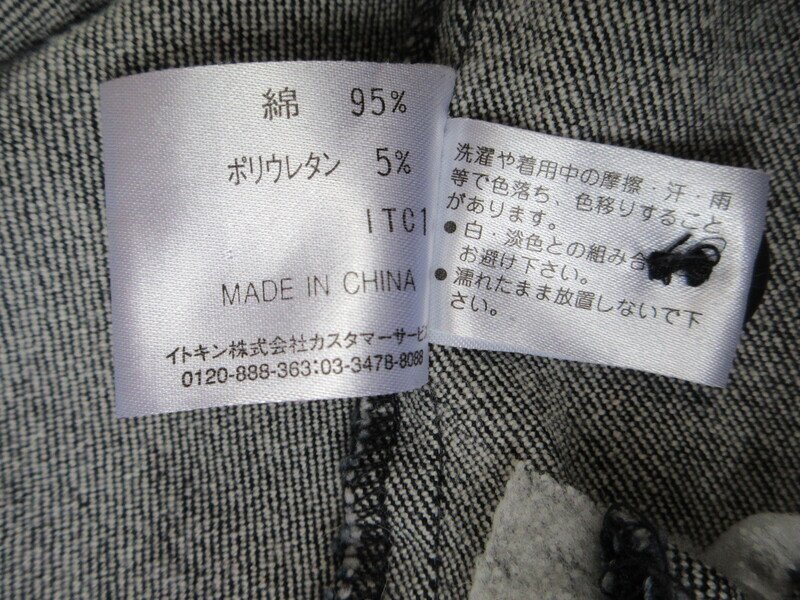 綿 95%
ポリウレタン 5%
ITC1
MADE IN CHINA
イトキン株式会社カスタマーサービ
0120-888-363:03-3478-8088
洗濯や着用中の摩擦・汗・雨
等で色落ち、色移りすること
があります。
●白・淡色との組み合
お避け下さい。
●濡れたまま放置しないで下
さい。